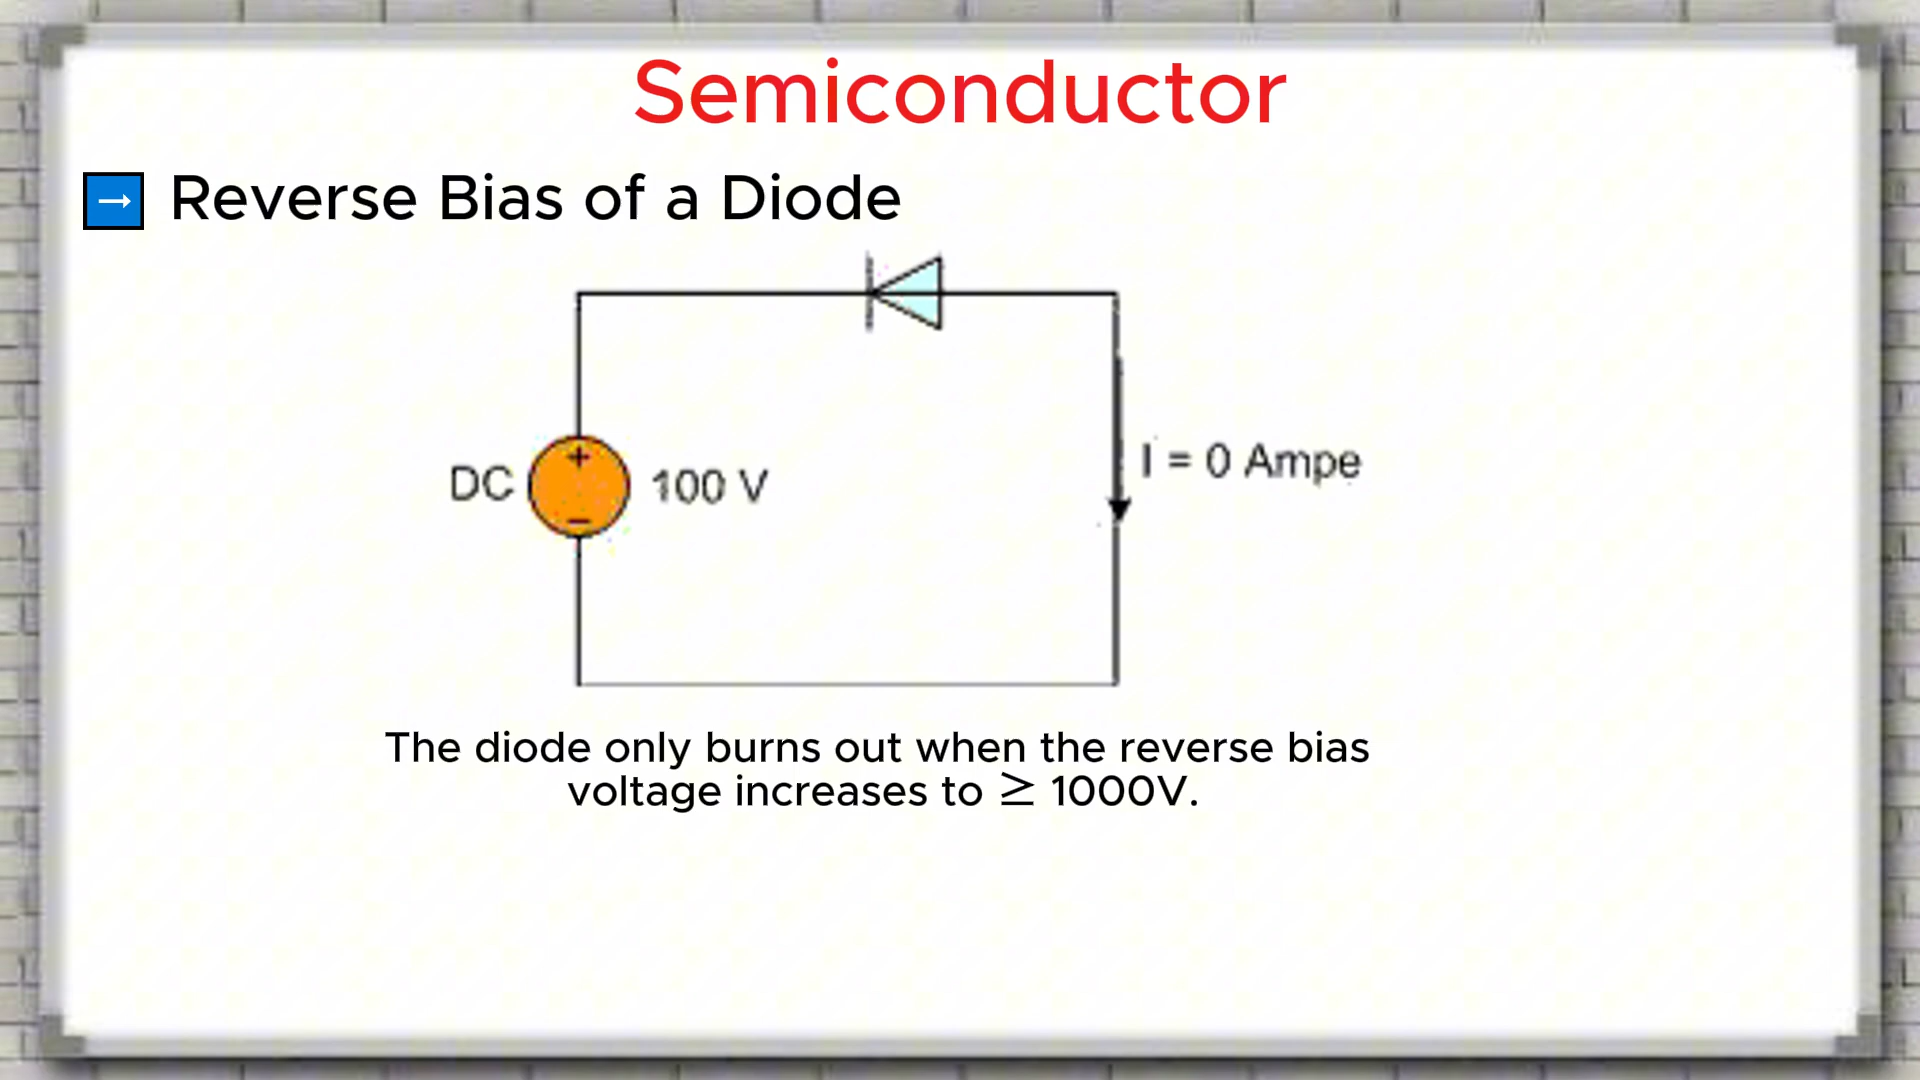 Semiconductor
→ Reverse Bias of a Diode
+
DC 100 V
−
I = 0 Ampe
The diode only burns out when the reverse bias
voltage increases to ≥ 1000V.